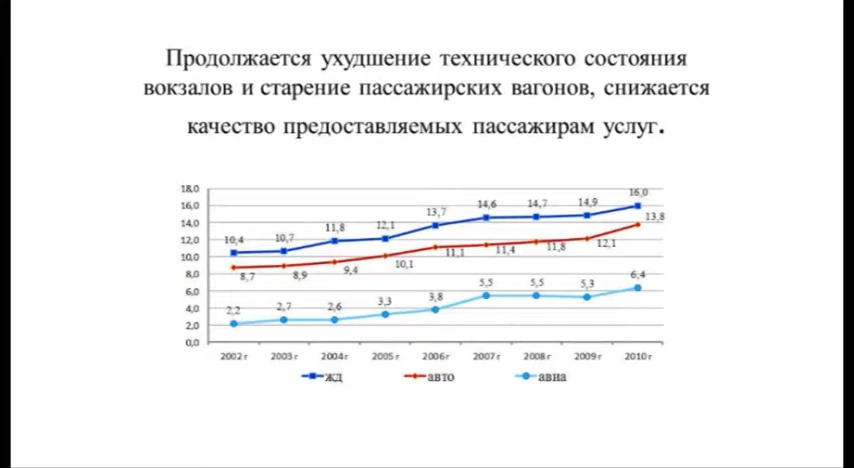 Продолжается ухудшение технического состояния
вокзалов и старение пассажирских вагонов, снижается
качество предоставляемых пассажирам услуг.
18,0
16,0
14,0
12,0
10,0
8,0
6,0
4,0
2,0
0,0
10,4 10,7 11,8 12,1 13,7 14,6 14,7 14,9 16,0
8,7 8,9 9,4 10,1 11,1 11,4 11,8 12,1 13,8
2,2 2,7 2,6 3,3 3,8 5,5 5,5 5,3 6,4
2002 г 2003 г 2004 г 2005 г 2006 г 2007 г 2008 г 2009 г 2010 г
жд авто авиа